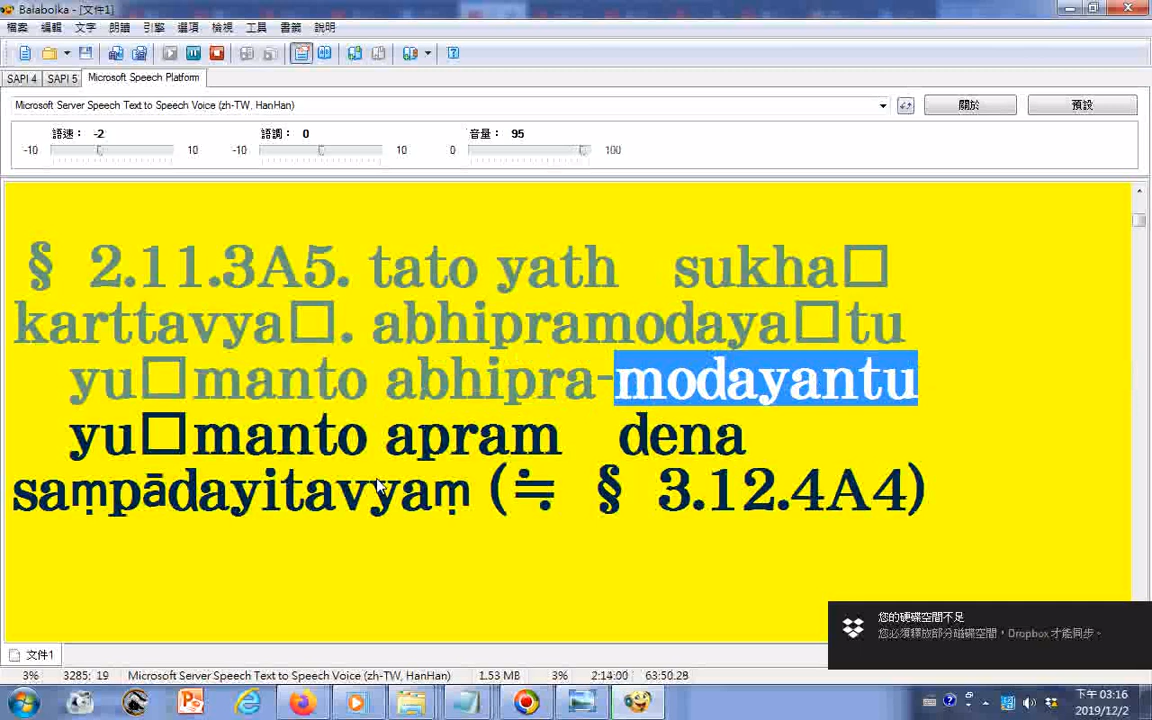 Balabolka - [文件1]
檔案 編輯 文字 朗讀 引擎 選項 檢視 工具 書籤 說明
SAPI 4 SAPI 5 Microsoft Speech Platform
Microsoft Server Speech Text to Speech Voice (zh-TW, HanHan) 關於 預設
語速： -2 語調： 0 音量： 95
-10 10 -10 10 0 100
§ 2.11.3A5. tato yath sukha□
karttavya□. abhipramodaya□tu
yu□manto abhipra-modayantu
yu□manto apram dena
saṃpādayitavyaṃ (≒ § 3.12.4A4)
您的硬碟空間不足
您必須釋放部分磁碟空間，Dropbox 才能同步。
文件1
3% 3285: 19 Microsoft Server Speech Text to Speech Voice (zh-TW, HanHan) 1.53 MB 3% 2:14:00 63:50.28
下午 03:16
2019/12/2